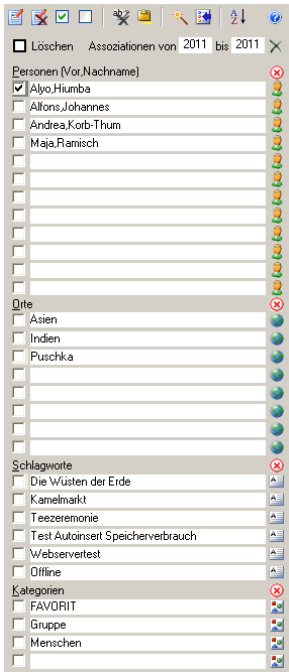 Löschen Assoziationen von 2011 bis 2011
Personen (Vor,Nachname)
Alyo,Hiumba
Alfons,Johannes
Andrea,Korb-Thum
Maja,Ramisch
Orte
Asien
Indien
Puschka
Schlagworte
Die Wüsten der Erde
Kamelmarkt
Teezeremonie
Test Autoinsert Speicherverbrauch
Webservertest
Offline
Kategorien
FAVORIT
Gruppe
Menschen